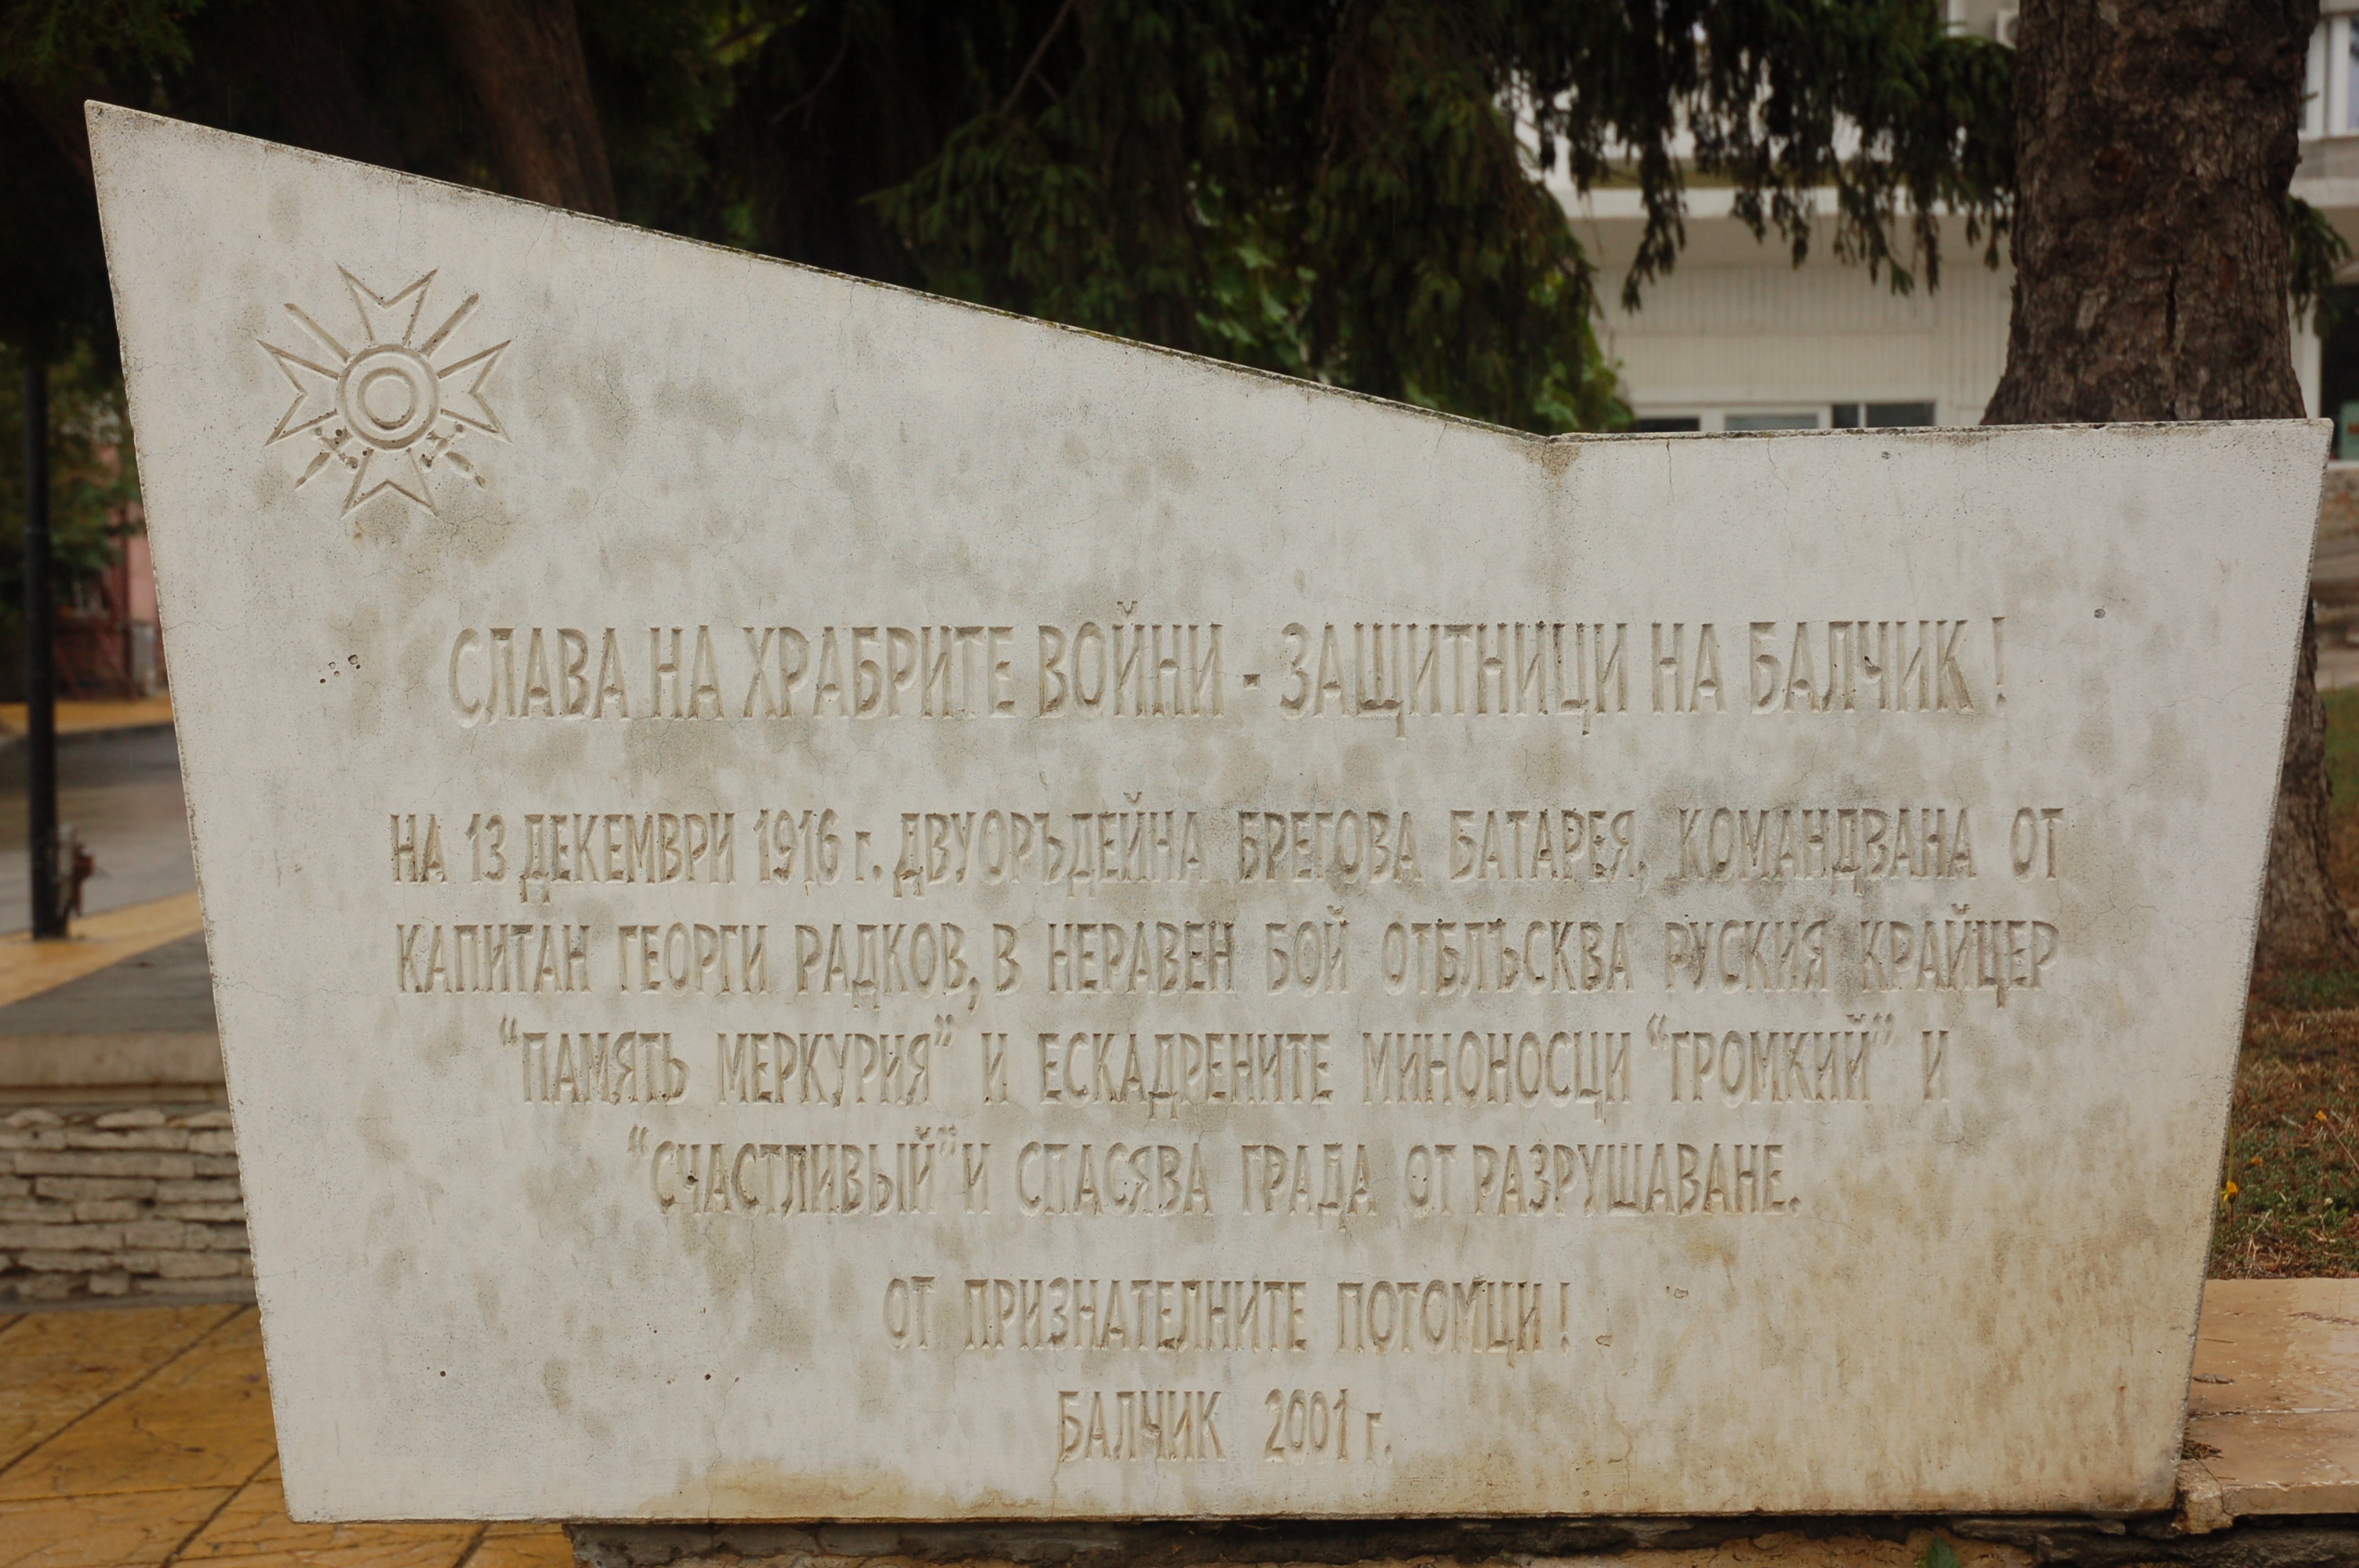 СЛАВА НА ХРАБРИТЕ ВОЙНИ - ЗАЩИТНИЦИ НА БАЛЧИК!
НА 13 ДЕКЕМВРИ 1916 г. ДВУОРЪДЕЙНА БРЕГОВА БАТАРЕЯ, КОМАНДВАНА ОТ
КАПИТАН ГЕОРГИ РАДКОВ, В НЕРАВЕН БОЙ ОТБЛЪСКВА РУСКИЯ КРАЙЦЕР
“ПАМЯТЬ МЕРКУРИЯ” И ЕСКАДРЕНИТЕ МИНОНОСЦИ “ГРОМКИЙ” И
“СЧАСТЛИВЫЙ” И СПАСЯВА ГРАДА ОТ РАЗРУШАВАНЕ.
ОТ ПРИЗНАТЕЛНИТЕ ПОТОМЦИ!
БАЛЧИК 2001 г.